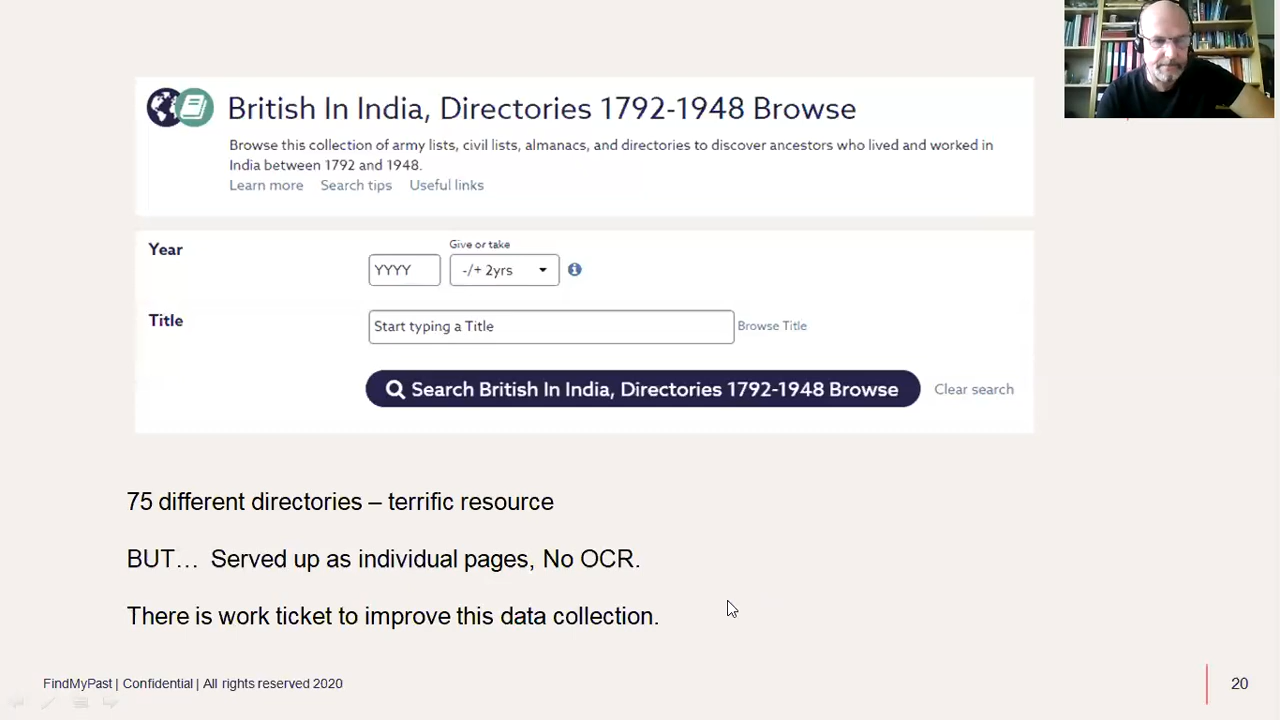 British In India, Directories 1792-1948 Browse
Browse this collection of army lists, civil lists, almanacs, and directories to discover ancestors who lived and worked in
India between 1792 and 1948.
Learn more Search tips Useful links
Year
Give or take
YYYY -/+ 2yrs
Title
Start typing a Title Browse Title
Search British In India, Directories 1792-1948 Browse Clear search
75 different directories – terrific resource
BUT… Served up as individual pages, No OCR.
There is work ticket to improve this data collection.
FindMyPast | Confidential | All rights reserved 2020 20